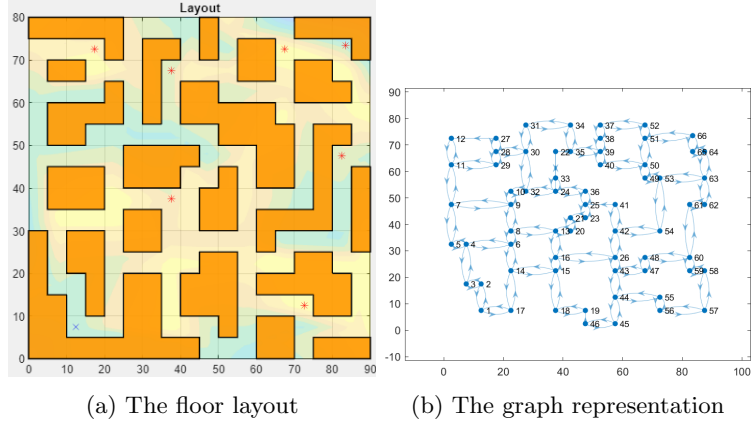 Layout
80
70
60
50
40
30
20
10
0
0 10 20 30 40 50 60 70 80 90
90
80
70
60
50
40
30
20
10
0
-10
0 20 40 60 80 100
31 34 37 52
12 27 38 51 66
28 22 35 39 65 64
11 29 30 40 50
33 49 53 63
10 32 24 36
7 9 25 41 61 62
21 23
8 13 20 42 54
5 4 6
16 26 48 60
14 15 43 47 59 58
3 2
44 55
1 17 18 19 56 57
46 45
(a) The floor layout
(b) The graph representation